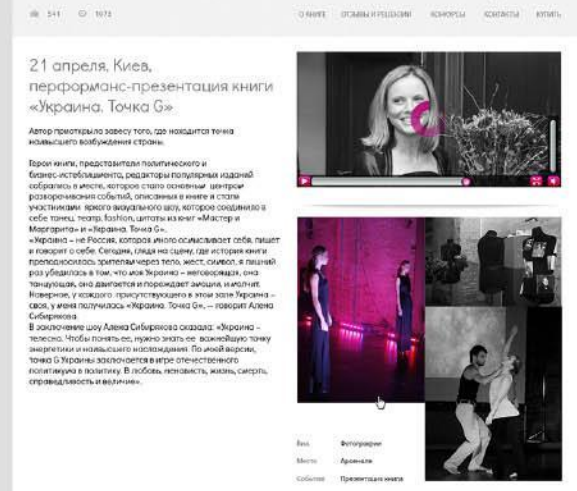 541 1073
О КНИГЕ ОТЗЫВЫ И РЕЦЕНЗИИ КОНКУРСЫ КОНТАКТЫ КУПИТЬ
21 апреля. Киев,
перформанс-презентация книги
«Украина. Точка G»
Автор приоткрыла завесу того, где находится точка
наивысшего возбуждения страны.
Герои книги, представители политического и
бизнес-истеблишмента, редакторы популярных изданий
собрались в месте, которое стало основным центром
разворачивания событий, описанных в книге и стали
участниками яркого визуального шоу, которое соединило в
себе танец, театр, fashion, цитаты из книг «Мастер и
Маргарита» и «Украина. Точка G».
«Украина – не Россия, которая много осмысливает себя, пишет
и говорит о себе. Сегодня, глядя на сцену, где история книги
преподносилась зрителям через тело, жест, символ, я лишний
раз убедилась в том, что моя Украина – неговорящая, она
танцующая, она двигается и порождает эмоции, и молчит.
Наверное, у каждого присутствующего в этом зале Украина –
своя, у меня получилась «Украина. Точка G», – говорит Алена
Сибирякова.
В заключение шоу Алена Сибирякова сказала: «Украина –
телесна. Чтобы понять ее, нужно знать ее важнейшую точку
энергетики и наивысшего наслаждения. По моей версии,
точка G Украины заключается в игре отечественного
политикума в политику. В любовь, ненависть, жизнь, смерть,
справедливость и величие».
Вид Фотографии
Место Арсенале
Событие Презентация книги